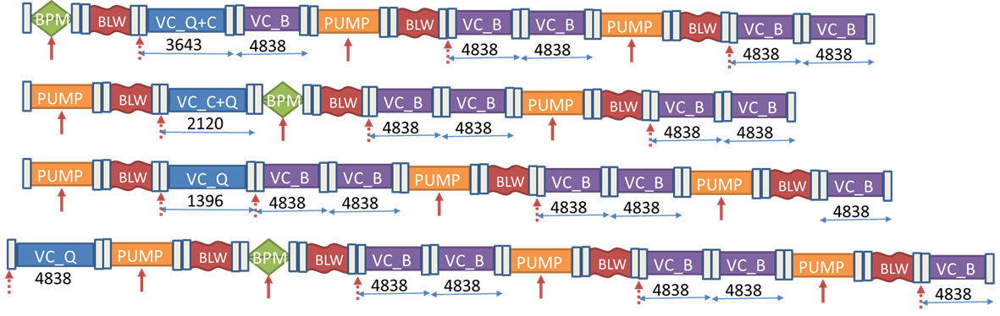 BPM BLW VC_Q+C VC_B PUMP BLW VC_B VC_B PUMP BLW VC_B VC_B
3643 4838 4838 4838 4838 4838
PUMP BLW VC_C+Q BPM BLW VC_B VC_B PUMP BLW VC_B VC_B
2120 4838 4838 4838 4838
PUMP BLW VC_Q VC_B VC_B PUMP BLW VC_B VC_B PUMP BLW VC_B
1396 4838 4838 4838 4838 4838
VC_Q PUMP BLW BPM BLW VC_B VC_B PUMP BLW VC_B VC_B PUMP BLW VC_B
4838 4838 4838 4838 4838 4838